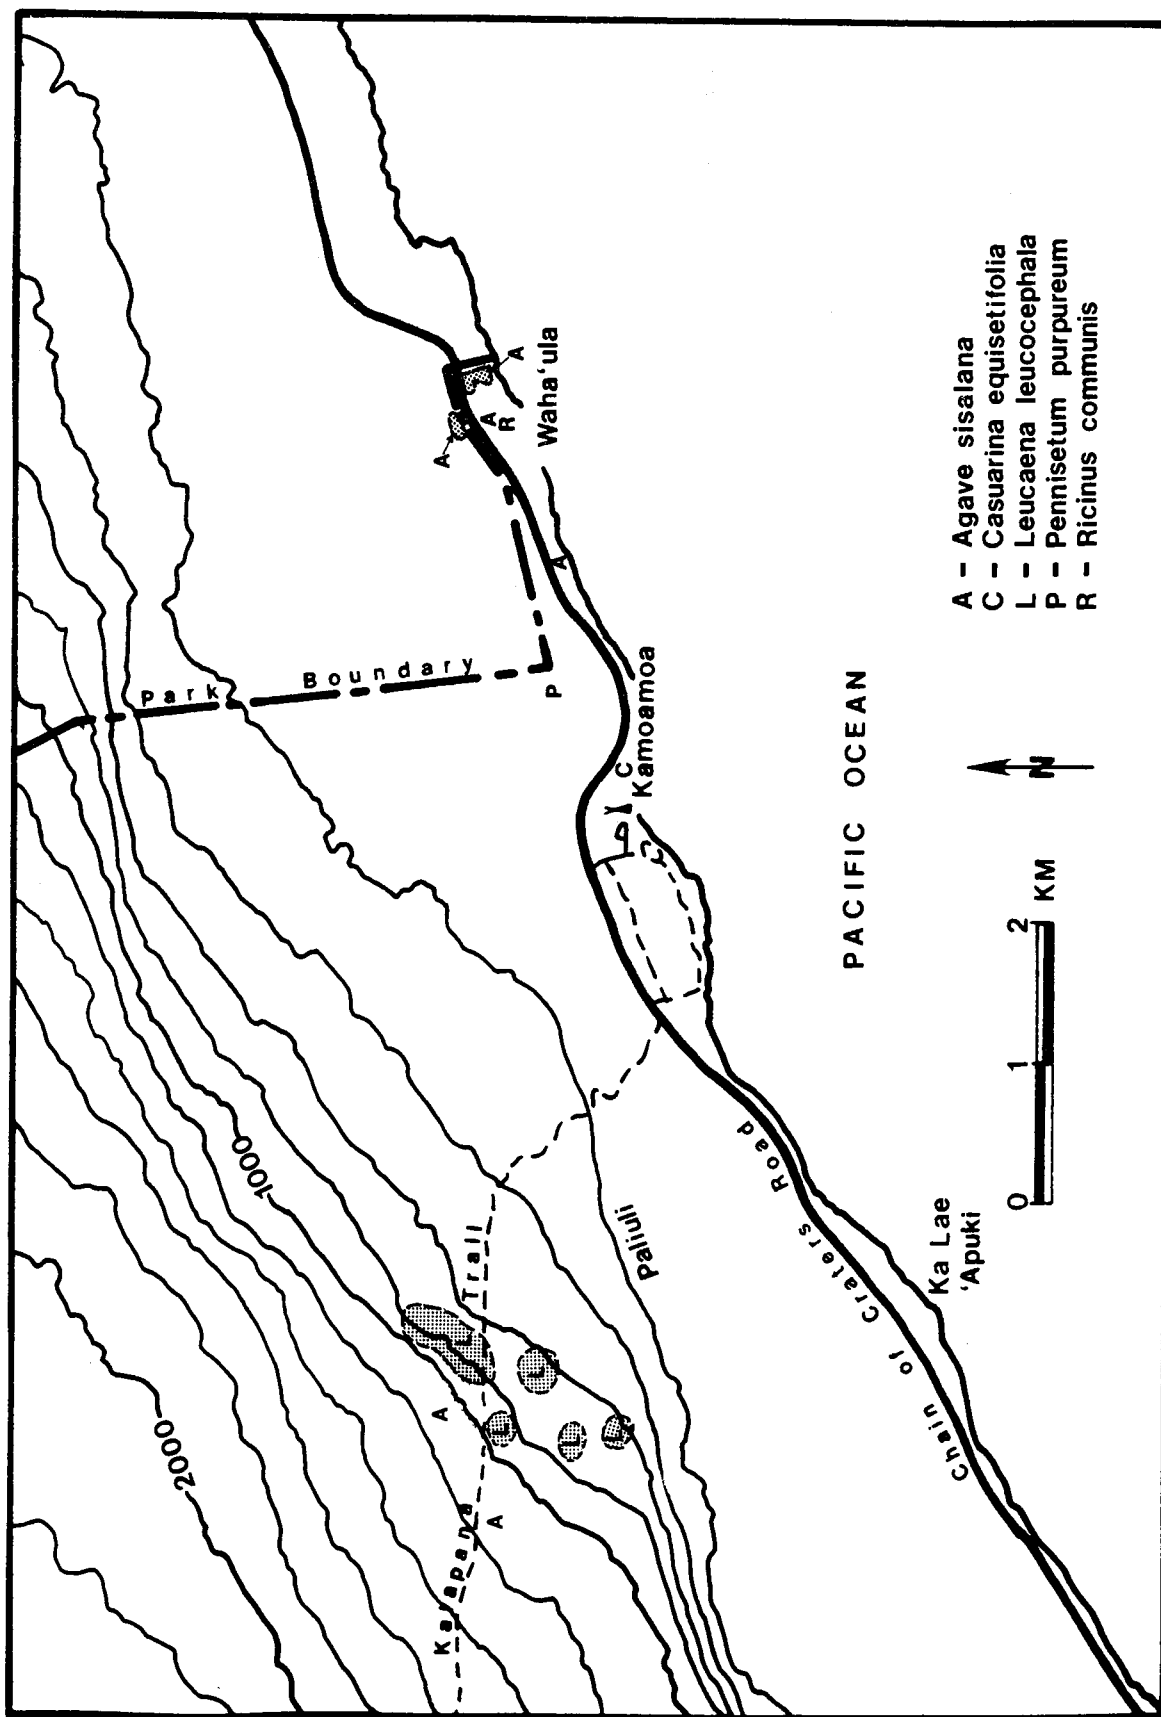 Park Boundary
2000
1000
Kalapana Trail
Paliuli
A
A
L
L
L
L
L
P
A
A
A
R
A
Waha‘ula
C
Kamoamoa
Chain of Craters Road
Ka Lae
‘Apuki
PACIFIC OCEAN
N
0 1 2 KM
A – Agave sisalana
C – Casuarina equisetifolia
L – Leucaena leucocephala
P – Pennisetum purpureum
R – Ricinus communis